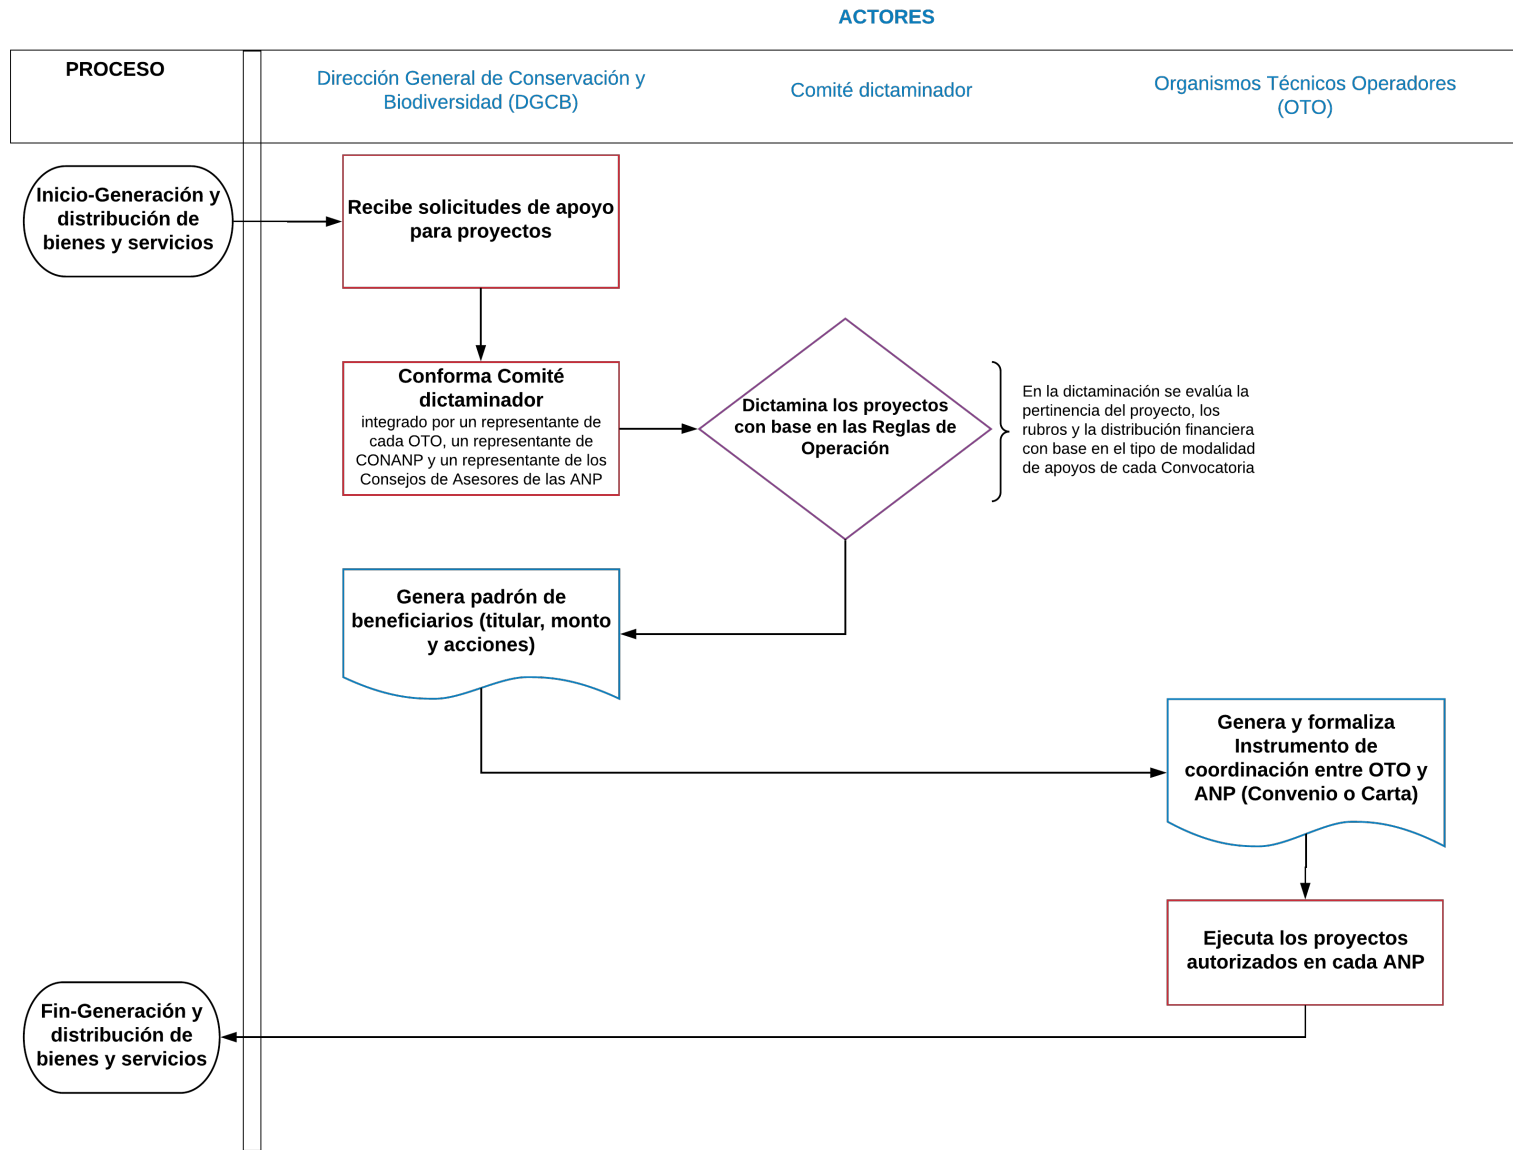 ACTORES
PROCESO
Dirección General de Conservación y
Biodiversidad (DGCB)
Comité dictaminador
Organismos Técnicos Operadores
(OTO)
Inicio-Generación y
distribución de
bienes y servicios
Recibe solicitudes de apoyo
para proyectos
Conforma Comité
dictaminador
integrado por un representante de
cada OTO, un representante de
CONANP y un representante de los
Consejos de Asesores de las ANP
Dictamina los proyectos
con base en las Reglas de
Operación
En la dictaminación se evalúa la
pertinencia del proyecto, los
rubros y la distribución financiera
con base en el tipo de modalidad
de apoyos de cada Convocatoria
Genera padrón de
beneficiarios (titular, monto
y acciones)
Genera y formaliza
Instrumento de
coordinación entre OTO y
ANP (Convenio o Carta)
Ejecuta los proyectos
autorizados en cada ANP
Fin-Generación y
distribución de
bienes y servicios